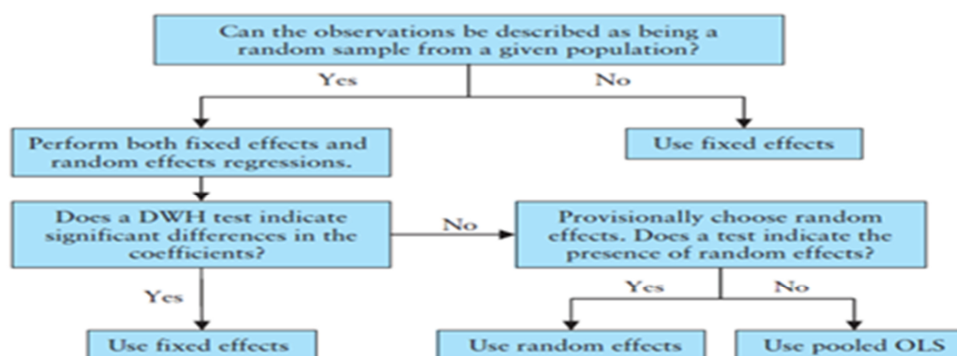 Can the observations be described as being a
random sample from a given population?
Yes
No
Perform both fixed effects and
random effects regressions.
Use fixed effects
Does a DWH test indicate
significant differences in the
coefficients?
No
Provisionally choose random
effects. Does a test indicate the
presence of random effects?
Yes
Yes
No
Use fixed effects
Use random effects
Use pooled OLS